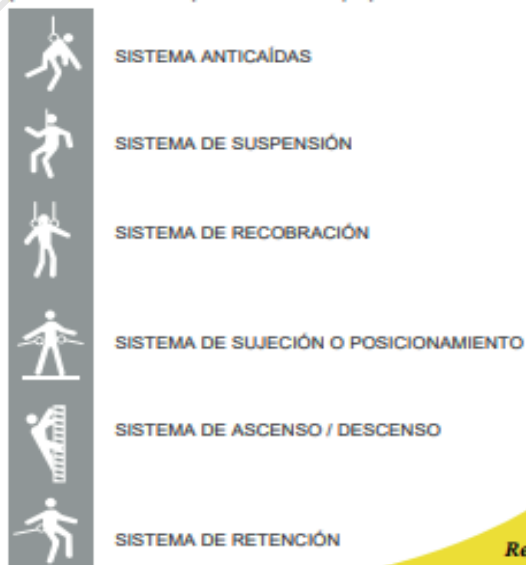 SISTEMA ANTICAÍDAS
SISTEMA DE SUSPENSIÓN
SISTEMA DE RECOBRACIÓN
SISTEMA DE SUJECIÓN O POSICIONAMIENTO
SISTEMA DE ASCENSO / DESCENSO
SISTEMA DE RETENCIÓN